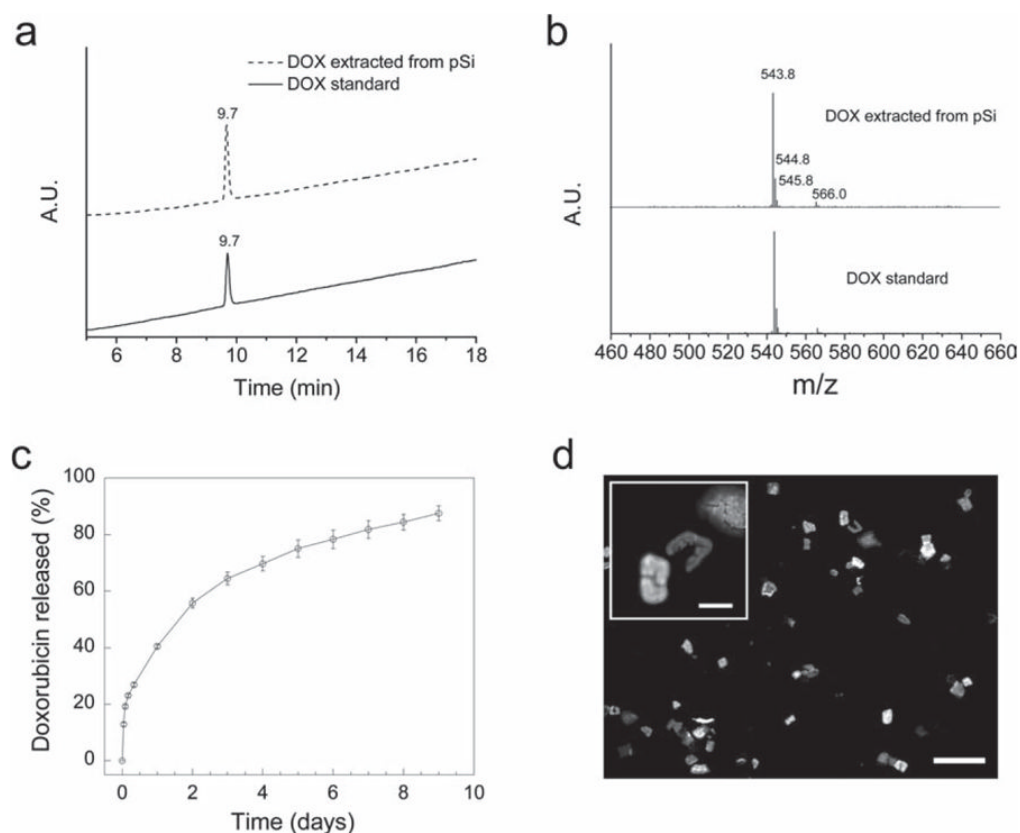 a
DOX extracted from pSi
DOX standard
9.7
9.7
A.U.
6 8 10 12 14 16 18
Time (min)
b
543.8
DOX extracted from pSi
544.8
545.8
566.0
DOX standard
A.U.
460 480 500 520 540 560 580 600 620 640 660
m/z
c
100
80
60
40
20
0
Doxorubicin released (%)
0 2 4 6 8 10
Time (days)
d